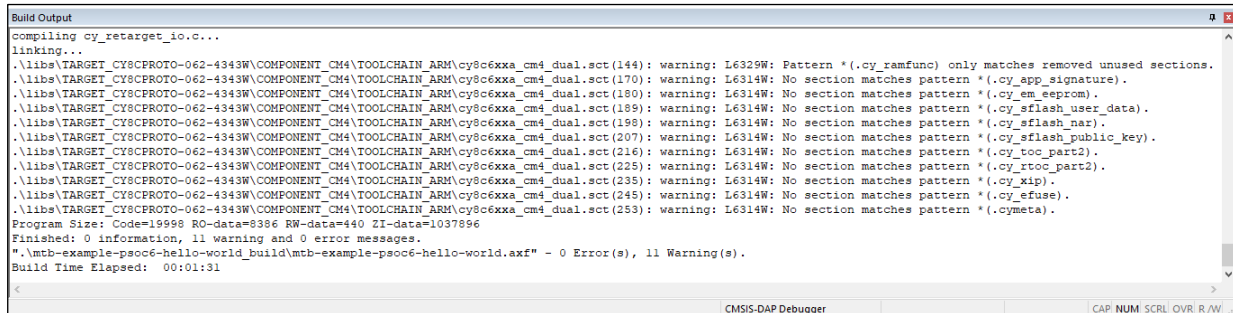 Build Output
compiling cy_retarget_io.c...
linking...
.\libs\TARGET_CY8CPROTO-062-4343W\COMPONENT_CM4\TOOLCHAIN_ARM\cy8c6xxa_cm4_dual.sct(144): warning: L6329W: Pattern *(.cy_ramfunc) only matches removed unused sections.
.\libs\TARGET_CY8CPROTO-062-4343W\COMPONENT_CM4\TOOLCHAIN_ARM\cy8c6xxa_cm4_dual.sct(170): warning: L6314W: No section matches pattern *(.cy_app_signature).
.\libs\TARGET_CY8CPROTO-062-4343W\COMPONENT_CM4\TOOLCHAIN_ARM\cy8c6xxa_cm4_dual.sct(180): warning: L6314W: No section matches pattern *(.cy_em_eeprom).
.\libs\TARGET_CY8CPROTO-062-4343W\COMPONENT_CM4\TOOLCHAIN_ARM\cy8c6xxa_cm4_dual.sct(189): warning: L6314W: No section matches pattern *(.cy_sflash_user_data).
.\libs\TARGET_CY8CPROTO-062-4343W\COMPONENT_CM4\TOOLCHAIN_ARM\cy8c6xxa_cm4_dual.sct(198): warning: L6314W: No section matches pattern *(.cy_sflash_nar).
.\libs\TARGET_CY8CPROTO-062-4343W\COMPONENT_CM4\TOOLCHAIN_ARM\cy8c6xxa_cm4_dual.sct(207): warning: L6314W: No section matches pattern *(.cy_sflash_public_key).
.\libs\TARGET_CY8CPROTO-062-4343W\COMPONENT_CM4\TOOLCHAIN_ARM\cy8c6xxa_cm4_dual.sct(216): warning: L6314W: No section matches pattern *(.cy_toc_part2).
.\libs\TARGET_CY8CPROTO-062-4343W\COMPONENT_CM4\TOOLCHAIN_ARM\cy8c6xxa_cm4_dual.sct(225): warning: L6314W: No section matches pattern *(.cy_rtoc_part2).
.\libs\TARGET_CY8CPROTO-062-4343W\COMPONENT_CM4\TOOLCHAIN_ARM\cy8c6xxa_cm4_dual.sct(235): warning: L6314W: No section matches pattern *(.cy_xip).
.\libs\TARGET_CY8CPROTO-062-4343W\COMPONENT_CM4\TOOLCHAIN_ARM\cy8c6xxa_cm4_dual.sct(245): warning: L6314W: No section matches pattern *(.cy_efuse).
.\libs\TARGET_CY8CPROTO-062-4343W\COMPONENT_CM4\TOOLCHAIN_ARM\cy8c6xxa_cm4_dual.sct(253): warning: L6314W: No section matches pattern *(.cymeta).
Program Size: Code=19998 RO-data=8386 RW-data=440 ZI-data=1037896
Finished: 0 information, 11 warning and 0 error messages.
".\mtb-example-psoc6-hello-world_build\mtb-example-psoc6-hello-world.axf" - 0 Error(s), 11 Warning(s).
Build Time Elapsed:  00:01:31
CMSIS-DAP Debugger CAP NUM SCRL OVR R/W